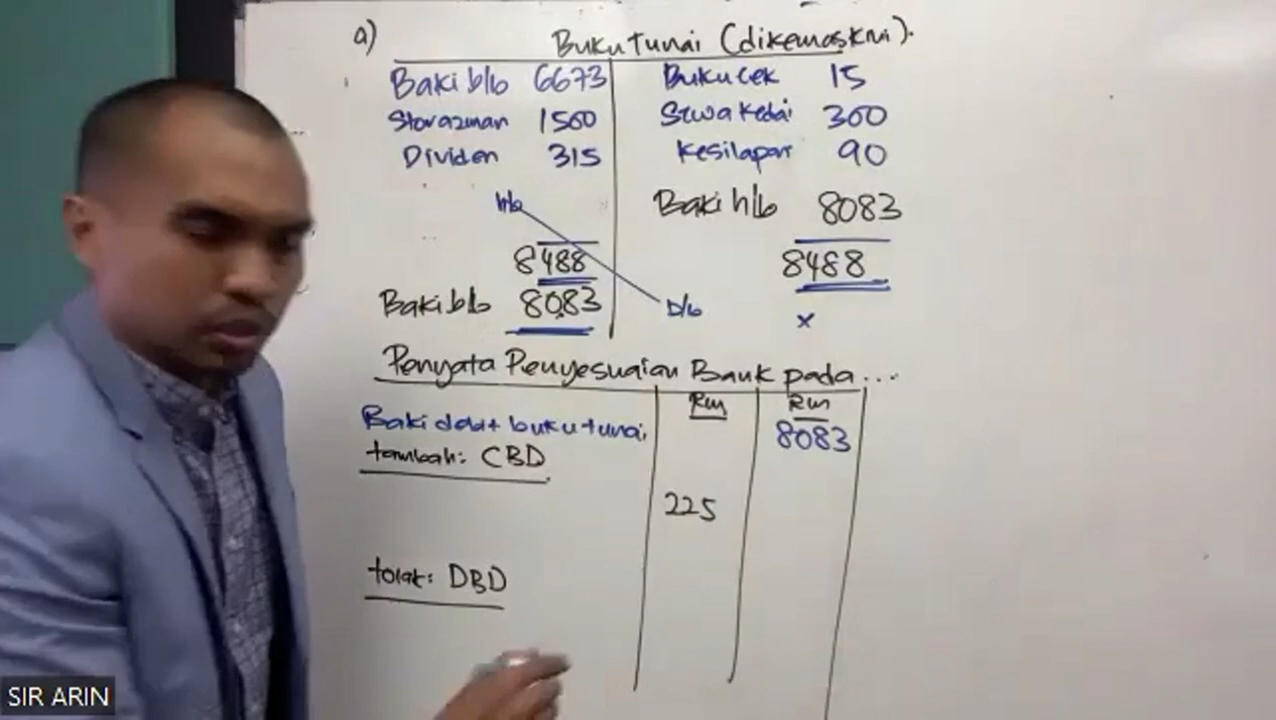 a) Buku Tunai (dikemaskini).
Baki b/b 6673 Buku cek 15
Storazman 1500 Sewa kedai 300
Dividen 315 Kesilapan 90
h/b Baki h/b 8083
8488 8488
Baki b/b 8083 D/b x
Penyata Penyesuaian Bank pada...
RM RM
Baki debit buku tunai 8083
tambah: CBD
225
tolak: DBD
SIR ARIN